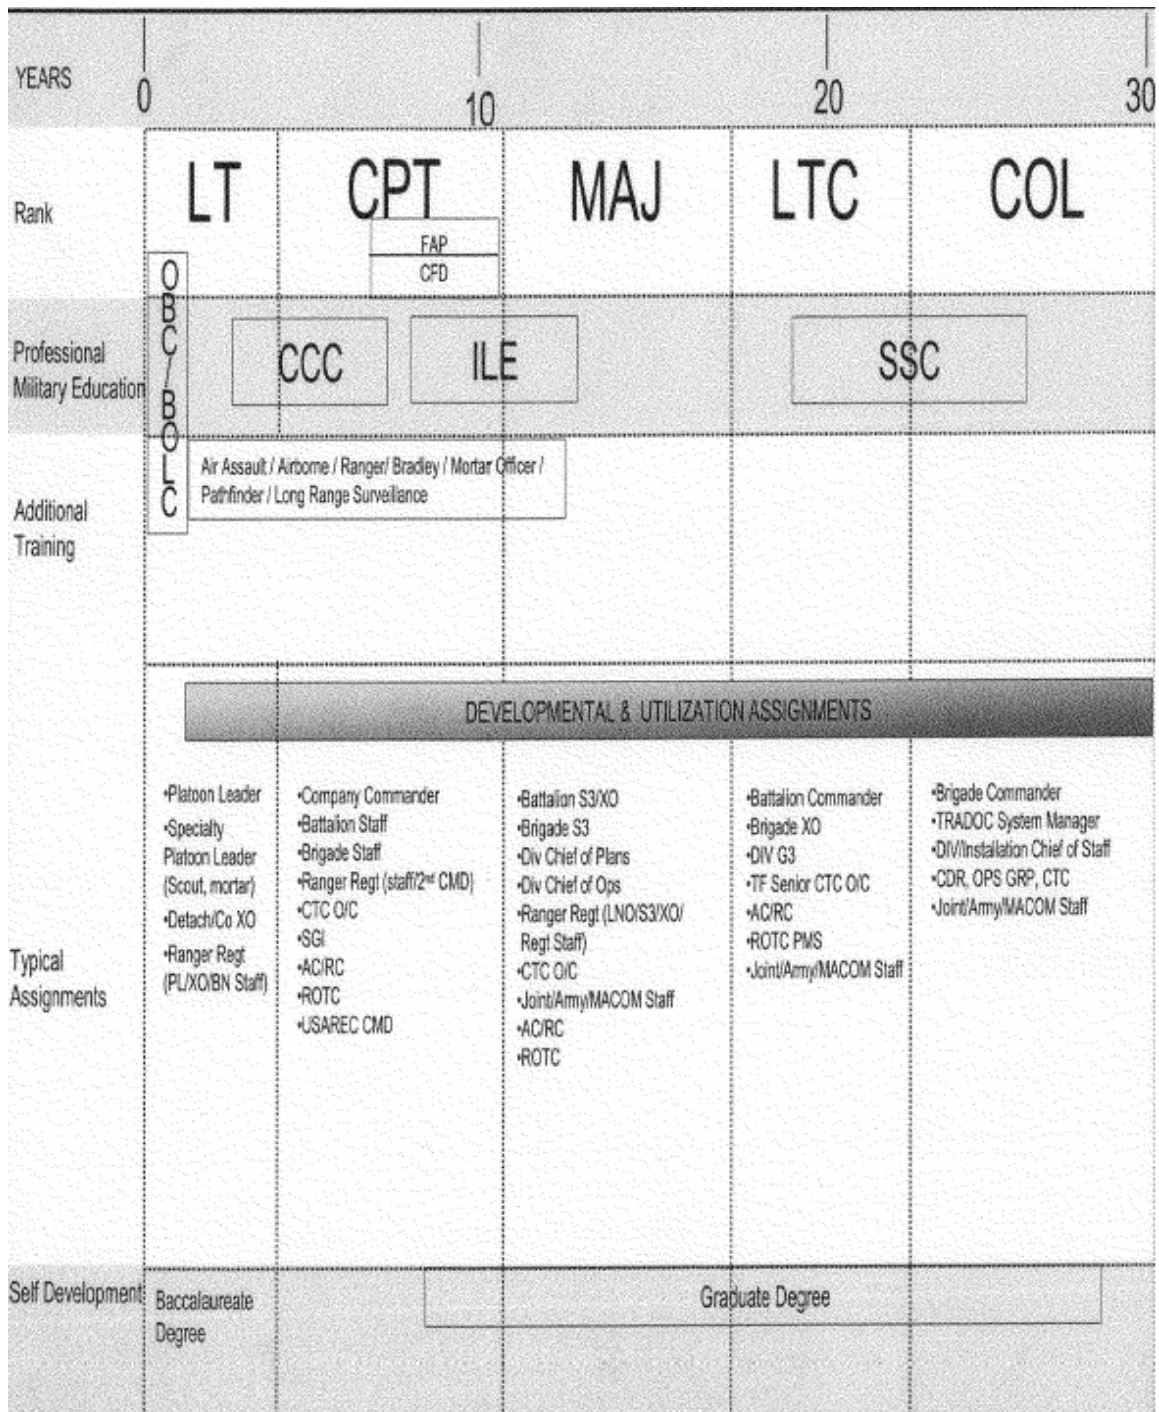 YEARS
0
10
20
30
Rank
LT
CPT
MAJ
LTC
COL
FAP
CFD
OBC/BOLC
Professional
Military Education
CCC
ILE
SSC
Additional
Training
Air Assault / Airborne / Ranger/ Bradley / Mortar Officer /
Pathfinder / Long Range Surveillance
DEVELOPMENTAL & UTILIZATION ASSIGNMENTS
Typical
Assignments
•Platoon Leader
•Specialty
Platoon Leader
(Scout, mortar)
•Detach/Co XO
•Ranger Regt
(PL/XO/BN Staff)
•Company Commander
•Battalion Staff
•Brigade Staff
•Ranger Regt (staff/2nd CMD)
•CTC O/C
•SGI
•AC/RC
•ROTC
•USAREC CMD
•Battalion S3/XO
•Brigade S3
•Div Chief of Plans
•Div Chief of Ops
•Ranger Regt (LNO/S3/XO/
Regt Staff)
•CTC O/C
•Joint/Army/MACOM Staff
•AC/RC
•ROTC
•Battalion Commander
•Brigade XO
•DIV G3
•TF Senior CTC O/C
•AC/RC
•ROTC PMS
•Joint/Army/MACOM Staff
•Brigade Commander
•TRADOC System Manager
•DIV/Installation Chief of Staff
•CDR, OPS GRP, CTC
•Joint/Army/MACOM Staff
Self Development
Baccalaureate
Degree
Graduate Degree